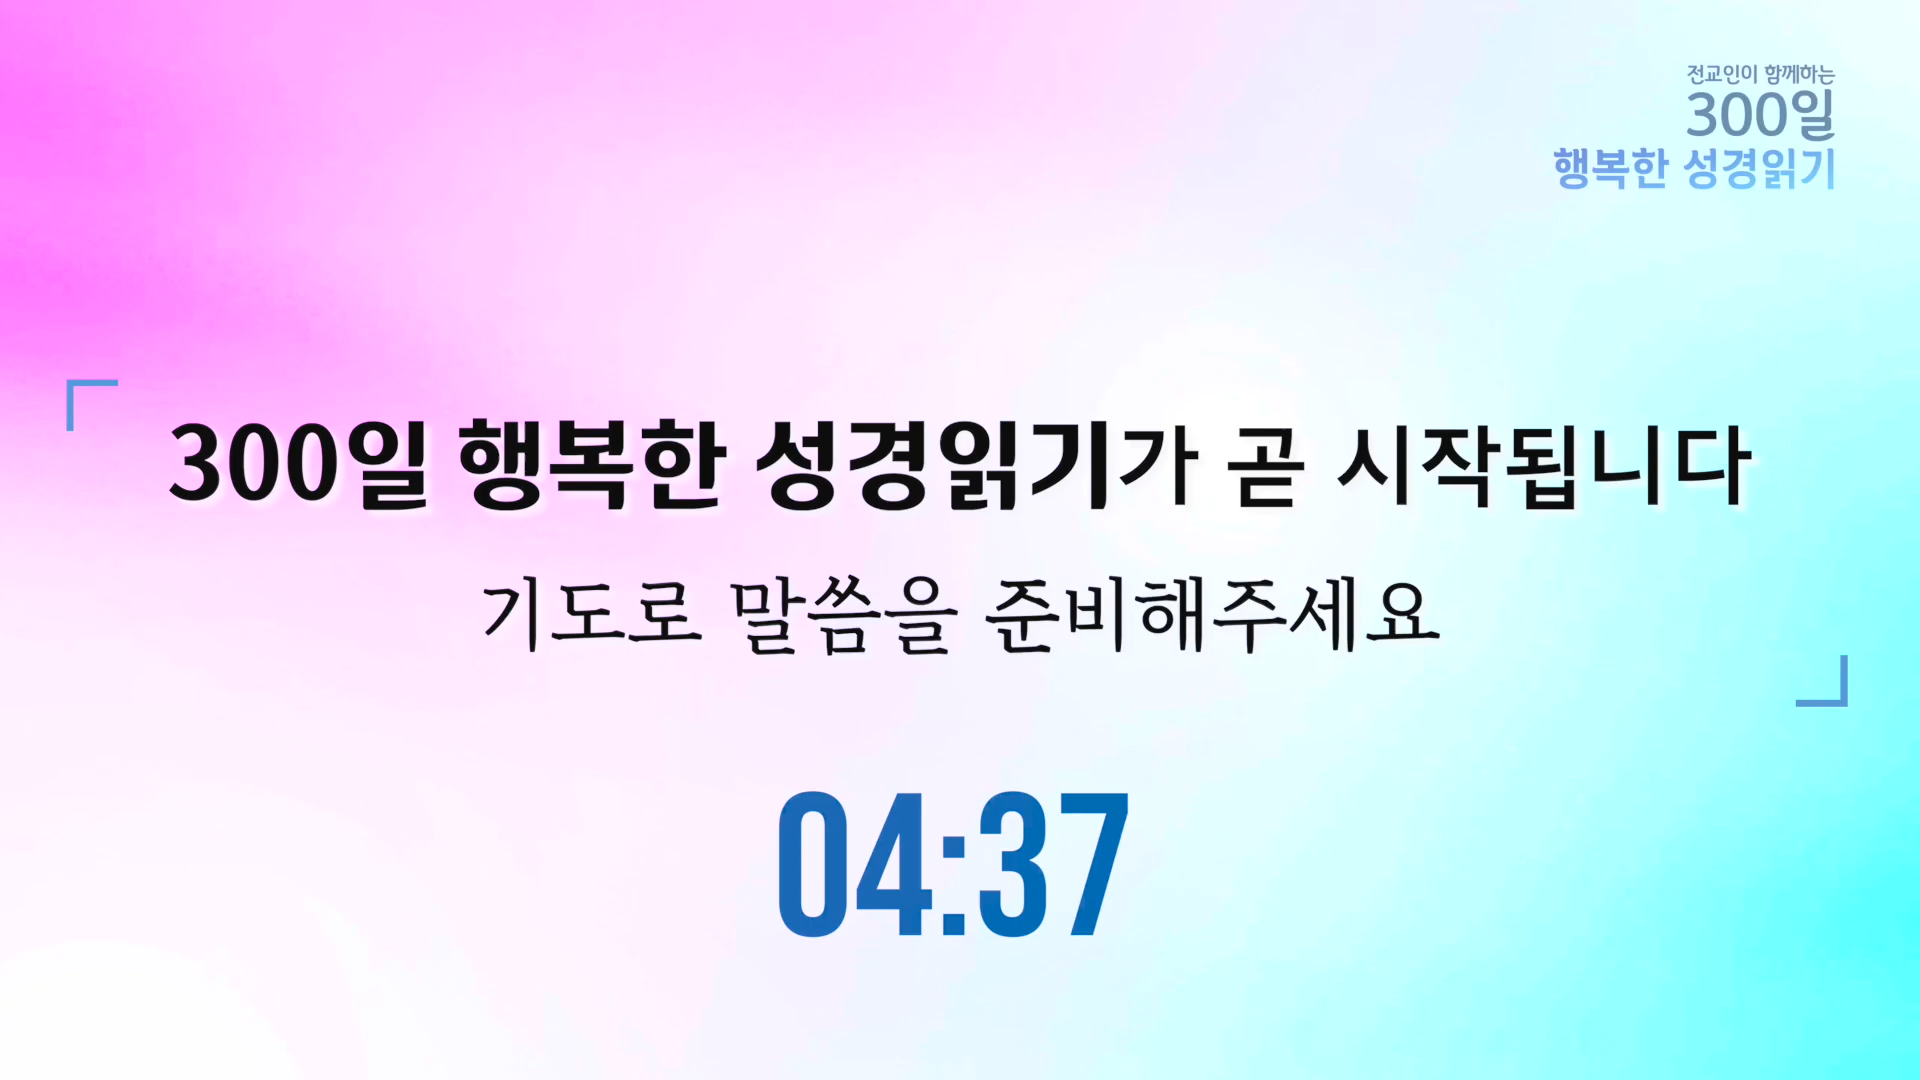 전교인이 함께하는
300일
행복한 성경읽기
300일 행복한 성경읽기가 곧 시작됩니다
기도로 말씀을 준비해주세요
04:37